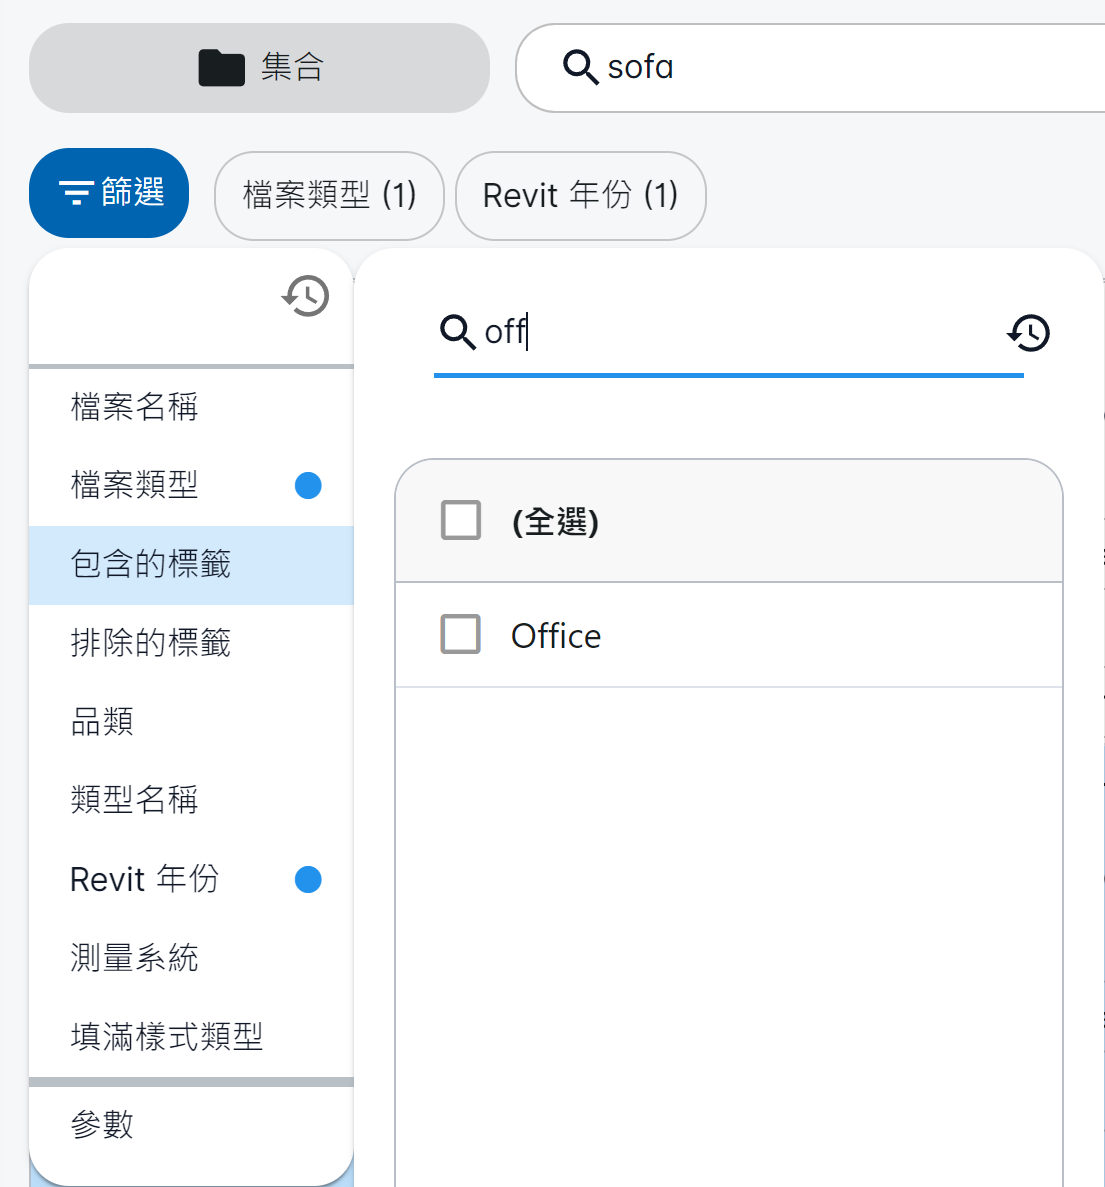 集合
sofa
篩選
檔案類型 (1)
Revit 年份 (1)
off
檔案名稱
檔案類型
包含的標籤
排除的標籤
品類
類型名稱
Revit 年份
測量系統
填滿樣式類型
參數
(全選)
Office